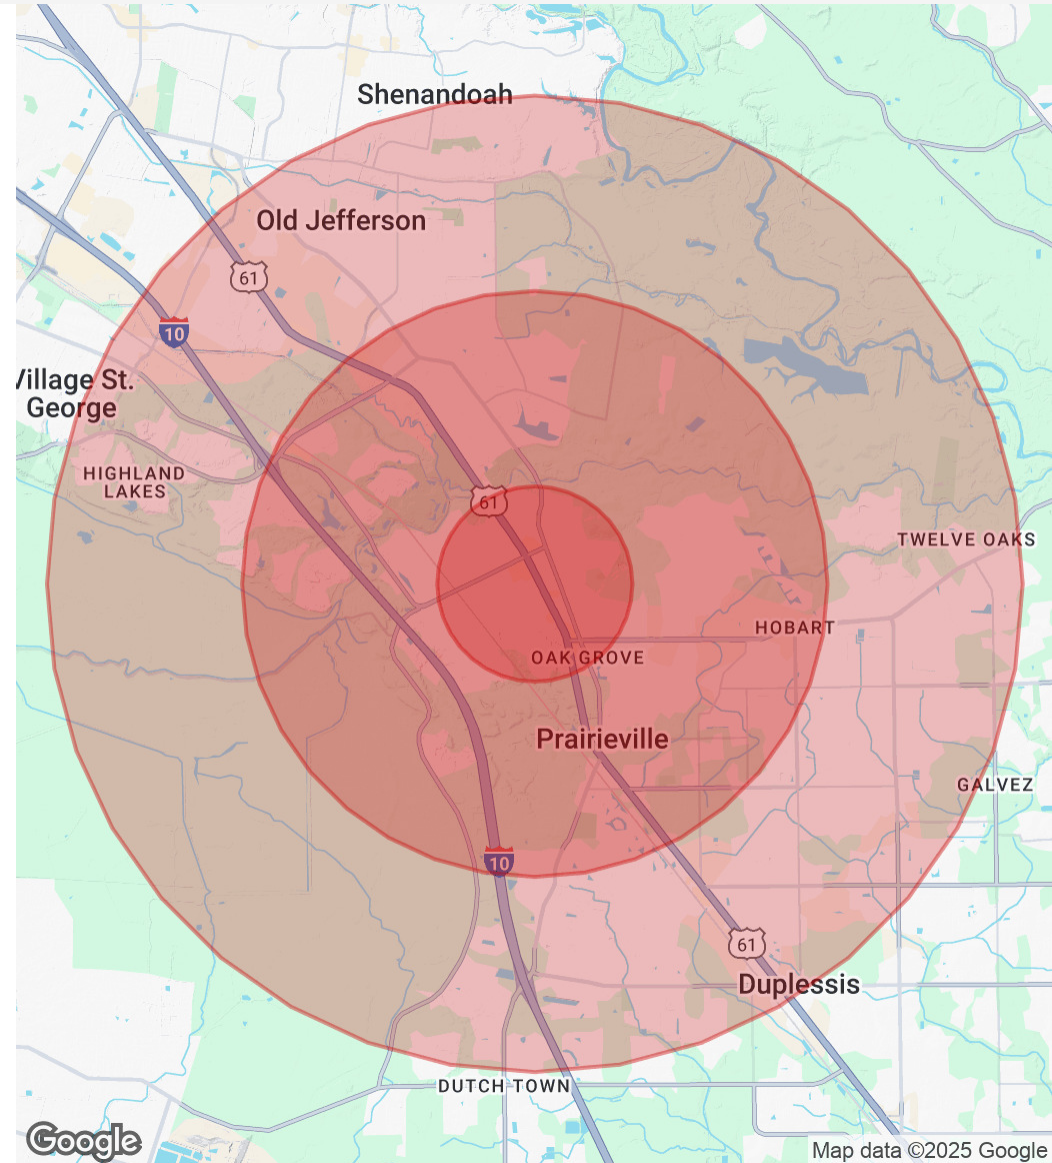 Shenandoah
Old Jefferson
61
10
Village St.
George
HIGHLAND
LAKES
61
TWELVE OAKS
HOBART
OAK GROVE
Prairieville
GALVEZ
10
61
Duplessis
DUTCH TOWN
Google
Map data ©2025 Google